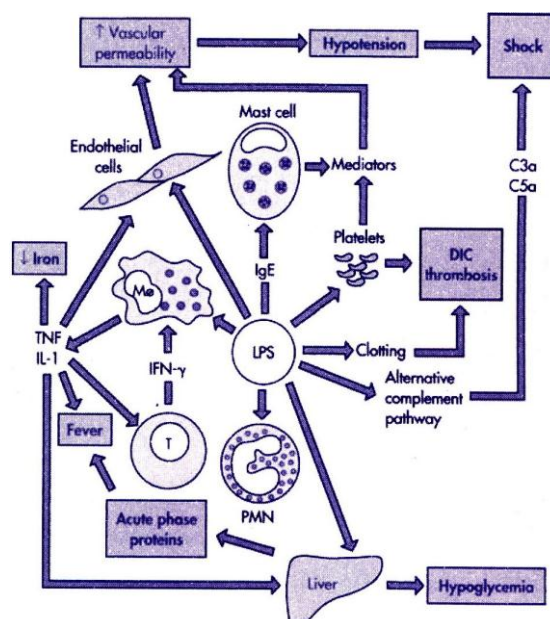 ↑ Vascular
permeability
Hypotension
Shock
Mast cell
Endothelial
cells
Mediators
C3a
C5a
Platelets
↓ Iron
IgE
DIC
thrombosis
Mø
TNF
IL-1
IFN-γ
LPS
Clotting
Alternative
complement
pathway
Fever
T
PMN
Acute phase
proteins
Liver
Hypoglycemia